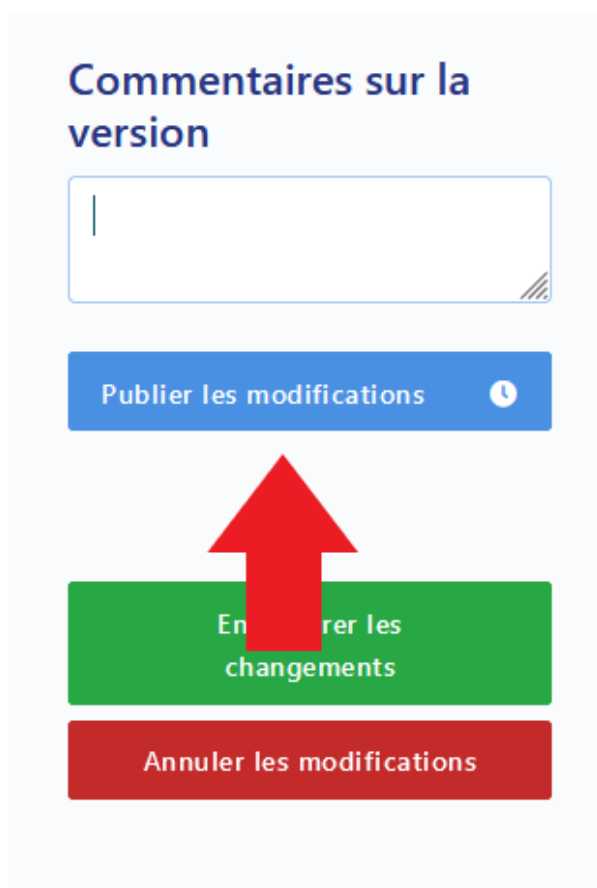 Commentaires sur la
version
Publier les modifications
les
changements
Annuler les modifications